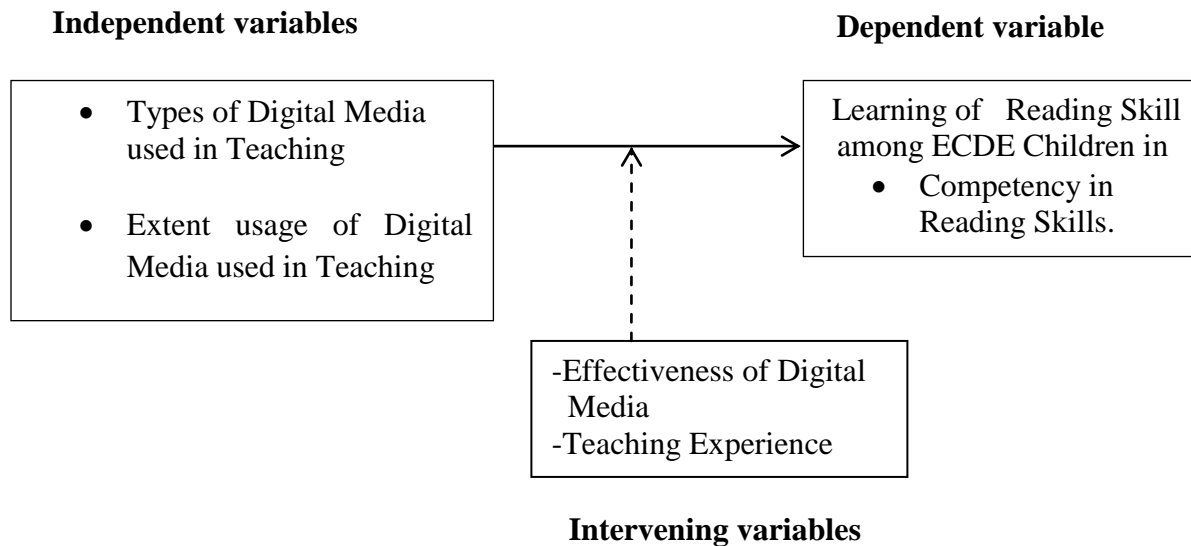 Independent variables
Dependent variable
• Types of Digital Media
used in Teaching
• Extent usage of Digital
Media used in Teaching
Learning of Reading Skill
among ECDE Children in
• Competency in
Reading Skills.
-Effectiveness of Digital
Media
-Teaching Experience
Intervening variables